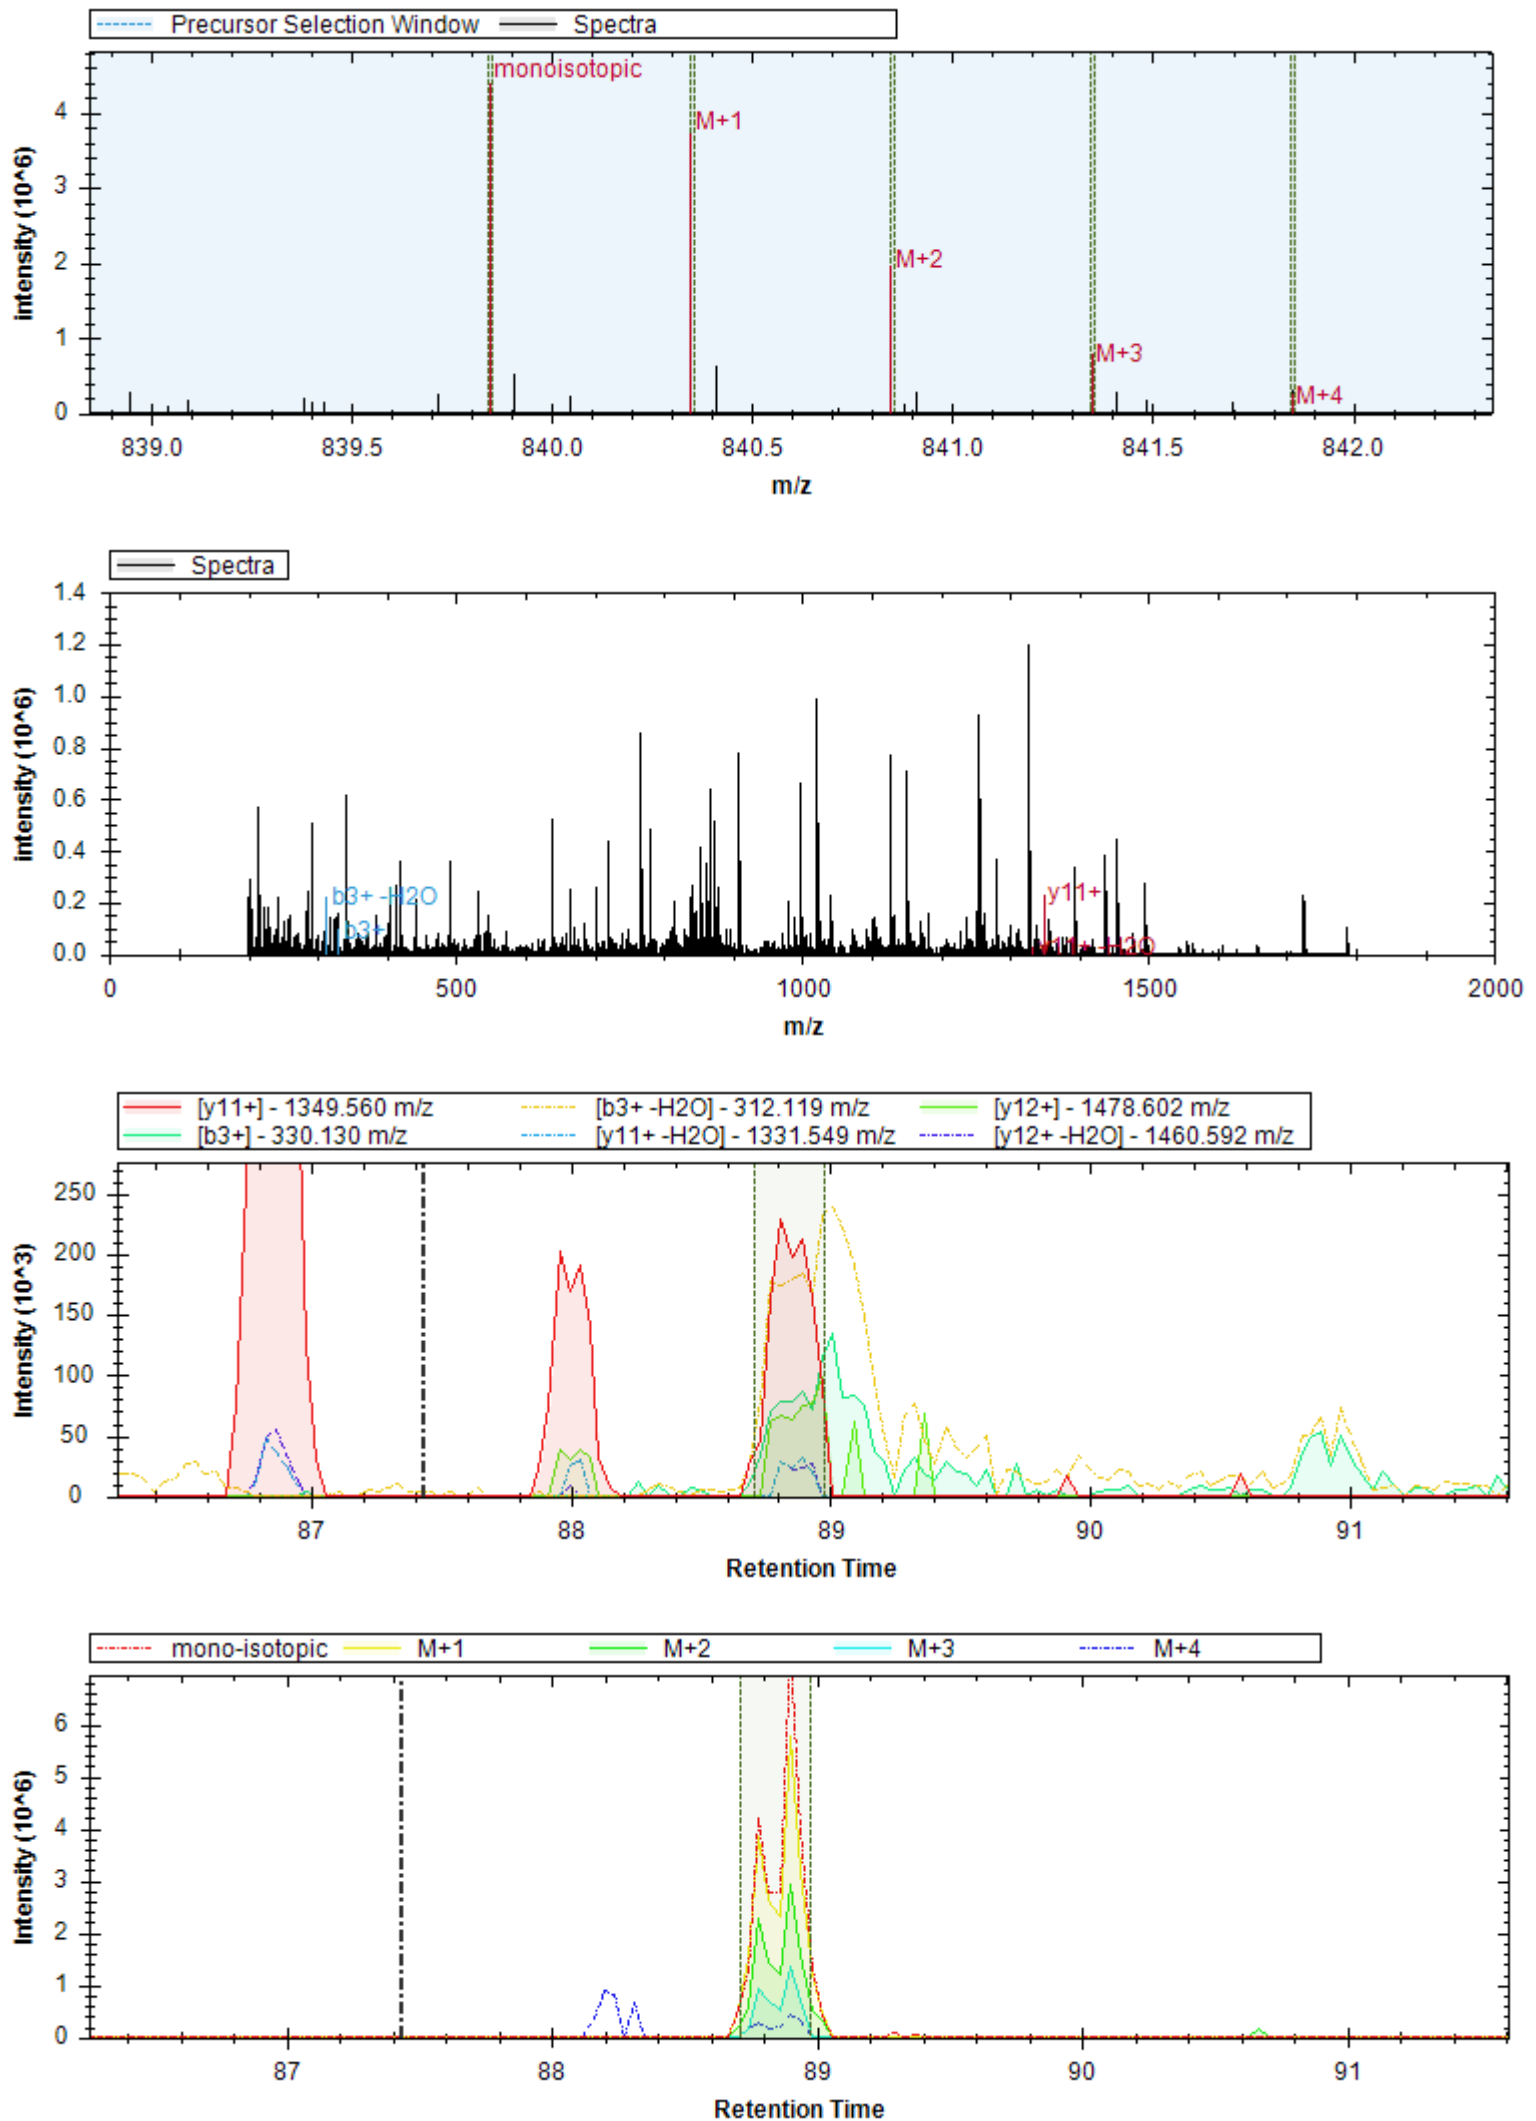 Precursor Selection Window Spectra
monoisotopic
M+1
M+2
M+3
M+4
intensity (10^6)
4
3
2
1
0
839.0 839.5 840.0 840.5 841.0 841.5 842.0
m/z
Spectra
intensity (10^6)
1.4
1.2
1.0
0.8
0.6
0.4
0.2
0.0
b3+ -H2O
b3+
y11+
y11+ -H2O
0 500 1000 1500 2000
m/z
[y11+] - 1349.560 m/z [b3+ -H2O] - 312.119 m/z [y12+] - 1478.602 m/z
[b3+] - 330.130 m/z [y11+ -H2O] - 1331.549 m/z [y12+ -H2O] - 1460.592 m/z
Intensity (10^3)
250
200
150
100
50
0
87 88 89 90 91
Retention Time
mono-isotopic M+1 M+2 M+3 M+4
Intensity (10^6)
6
5
4
3
2
1
0
87 88 89 90 91
Retention Time